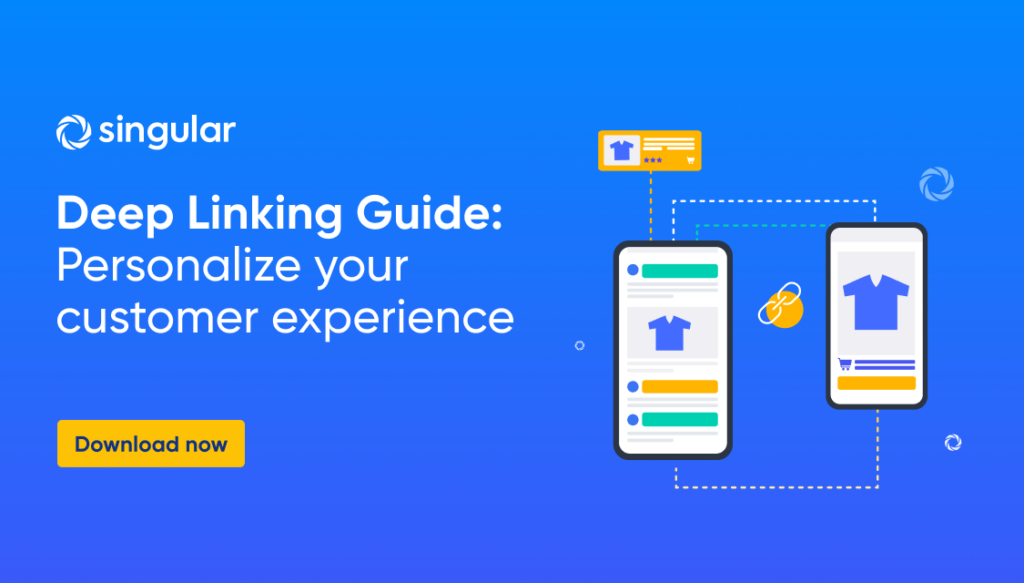 singular
Deep Linking Guide:
Personalize your
customer experience
Download now